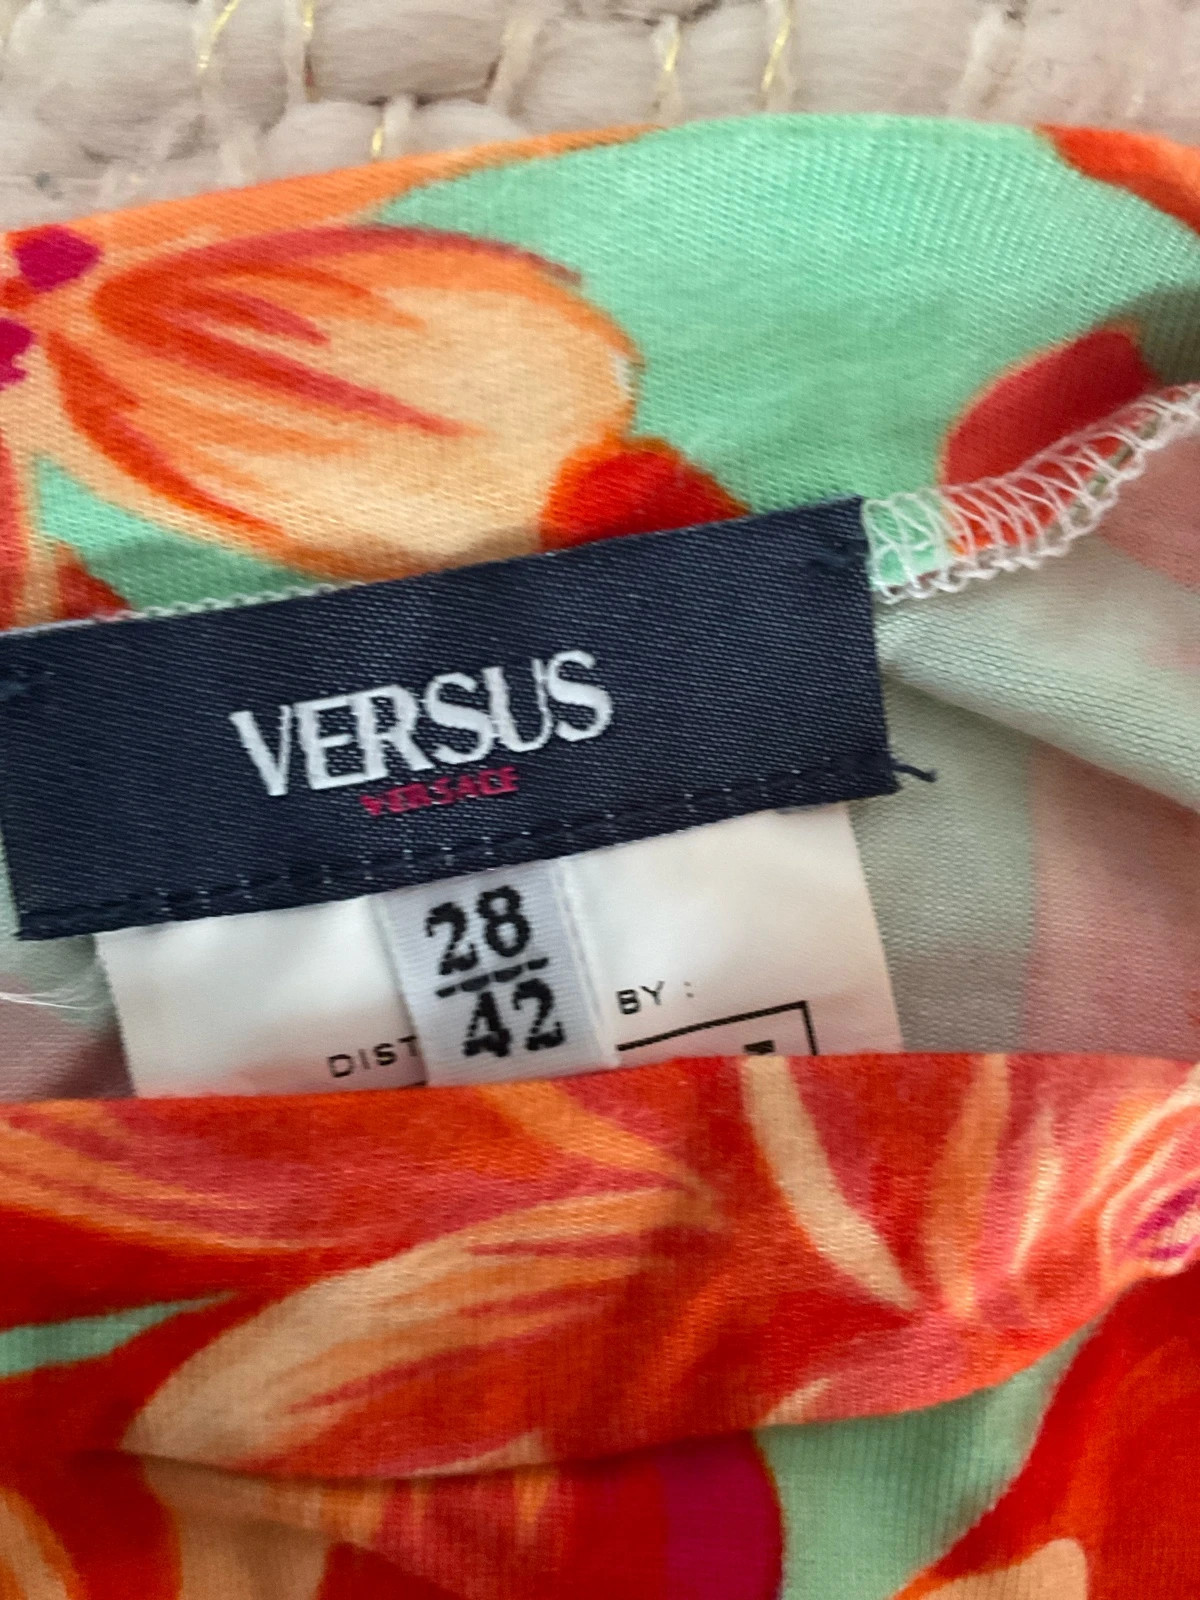 VERSUS
VERSACE
28
42
DIST
BY :